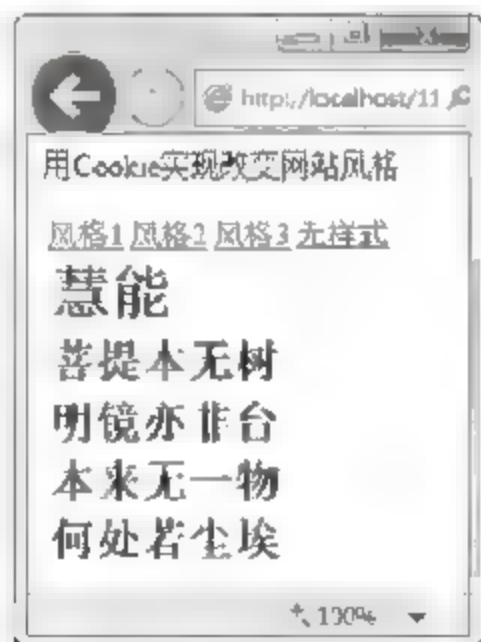 http://localhost/11
用Cookie实现改变网站风格
风格1 风格2 风格3 无样式
慧能
菩提本无树
明镜亦非台
本来无一物
何处若尘埃
100%